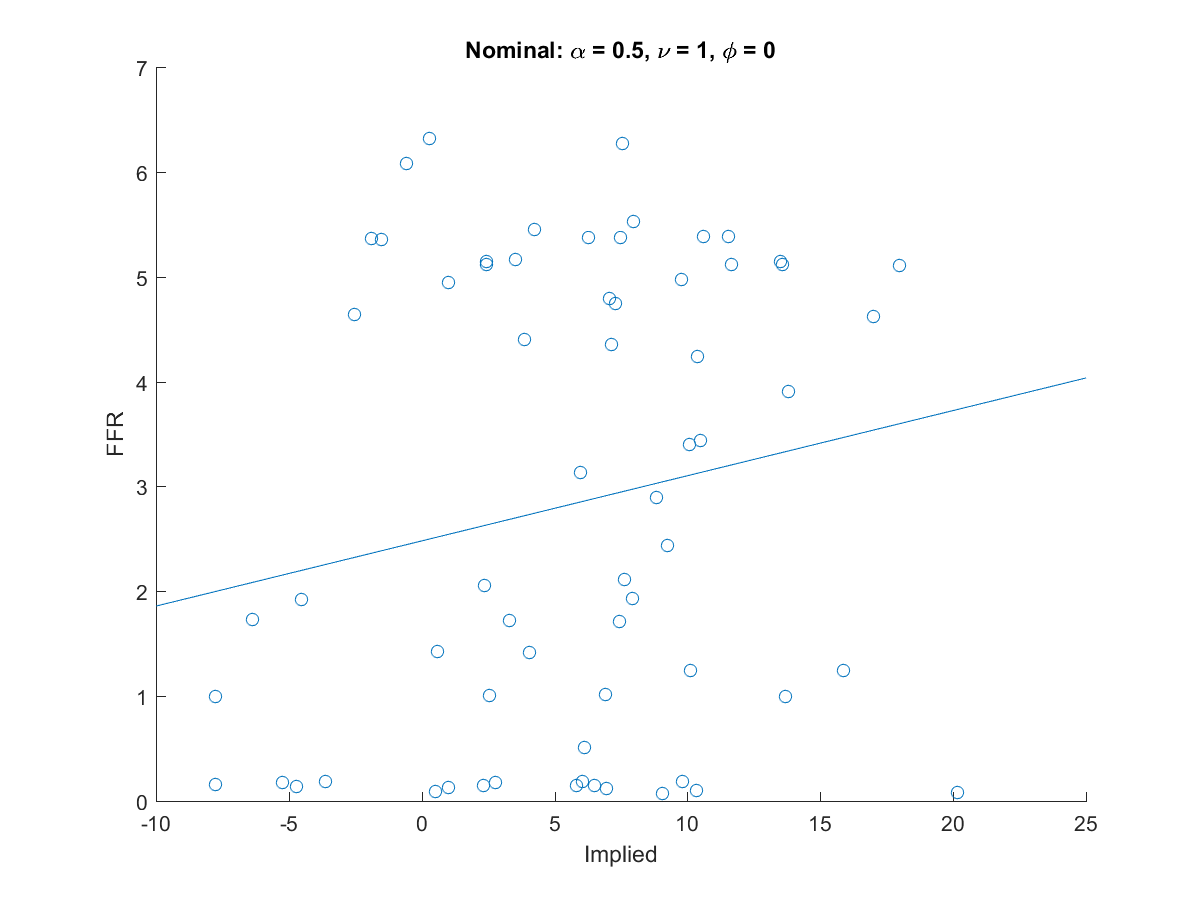 Nominal: α = 0.5, ν = 1, ϕ = 0
7
6
5
4
3
2
1
0
FFR
-10 -5 0 5 10 15 20 25
Implied